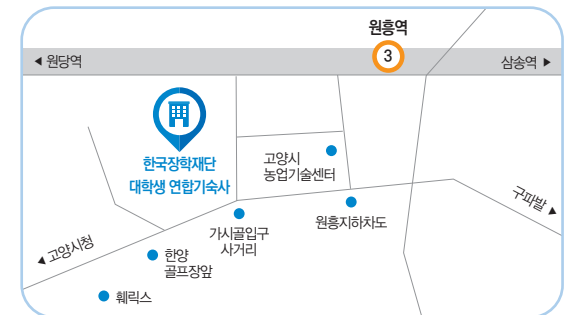 원흥역
3
◀ 원당역
삼송역 ▶
한국장학재단
대학생 연합기숙사
고양시
농업기술센터
구파발 ▶
원흥지하차도
가시골입구
사거리
◀ 고양시청
한양
골프장앞
훼릭스